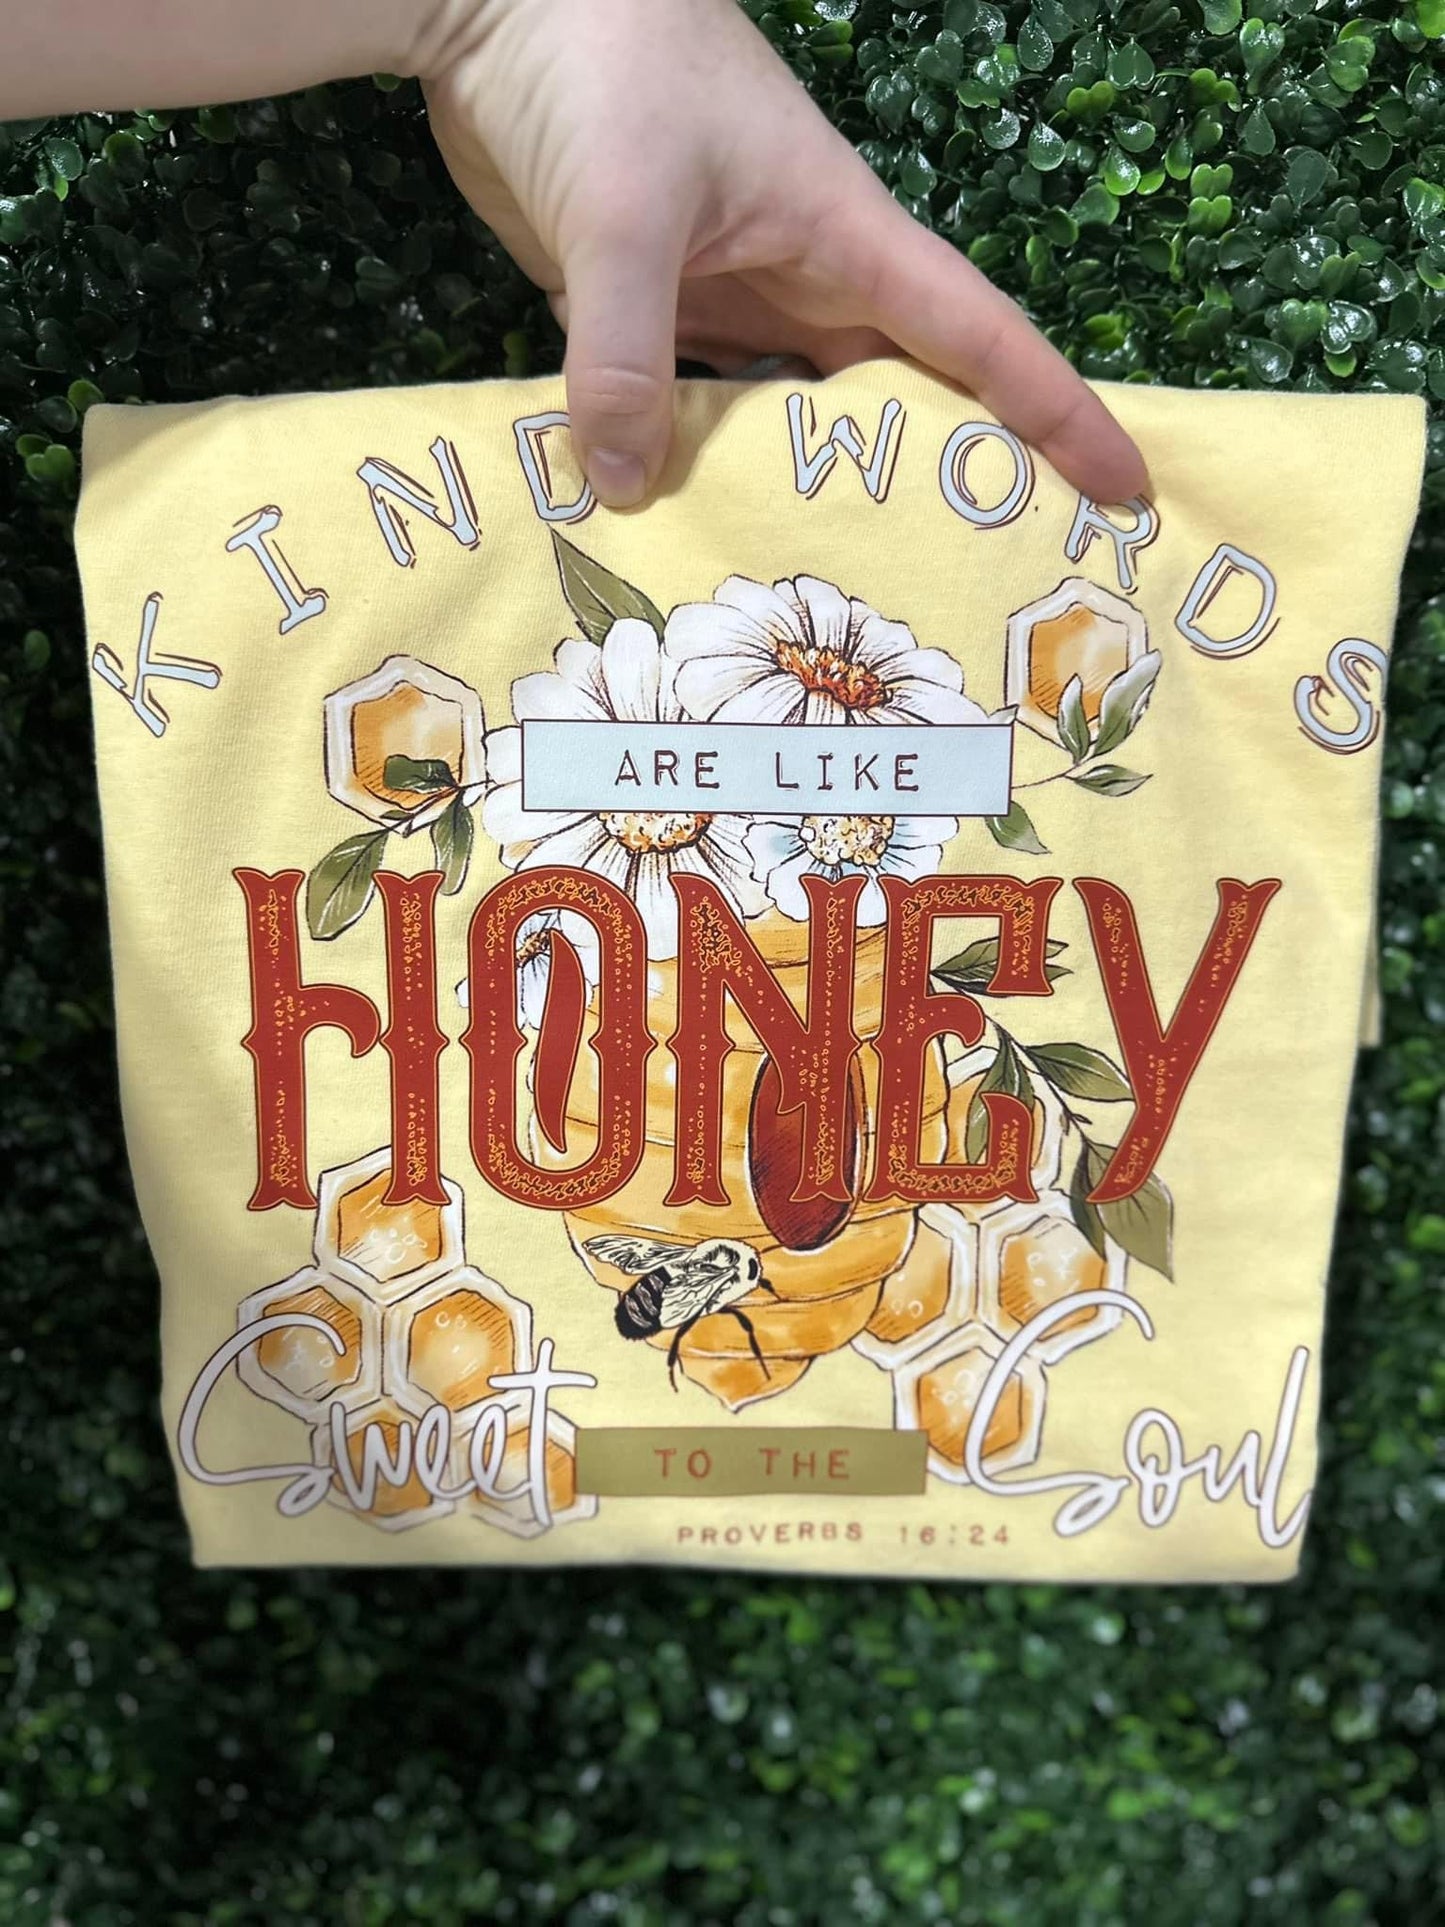 KIND WORDS
ARE LIKE
HONEY
Sweet TO THE Soul
PROVERBS 16:24